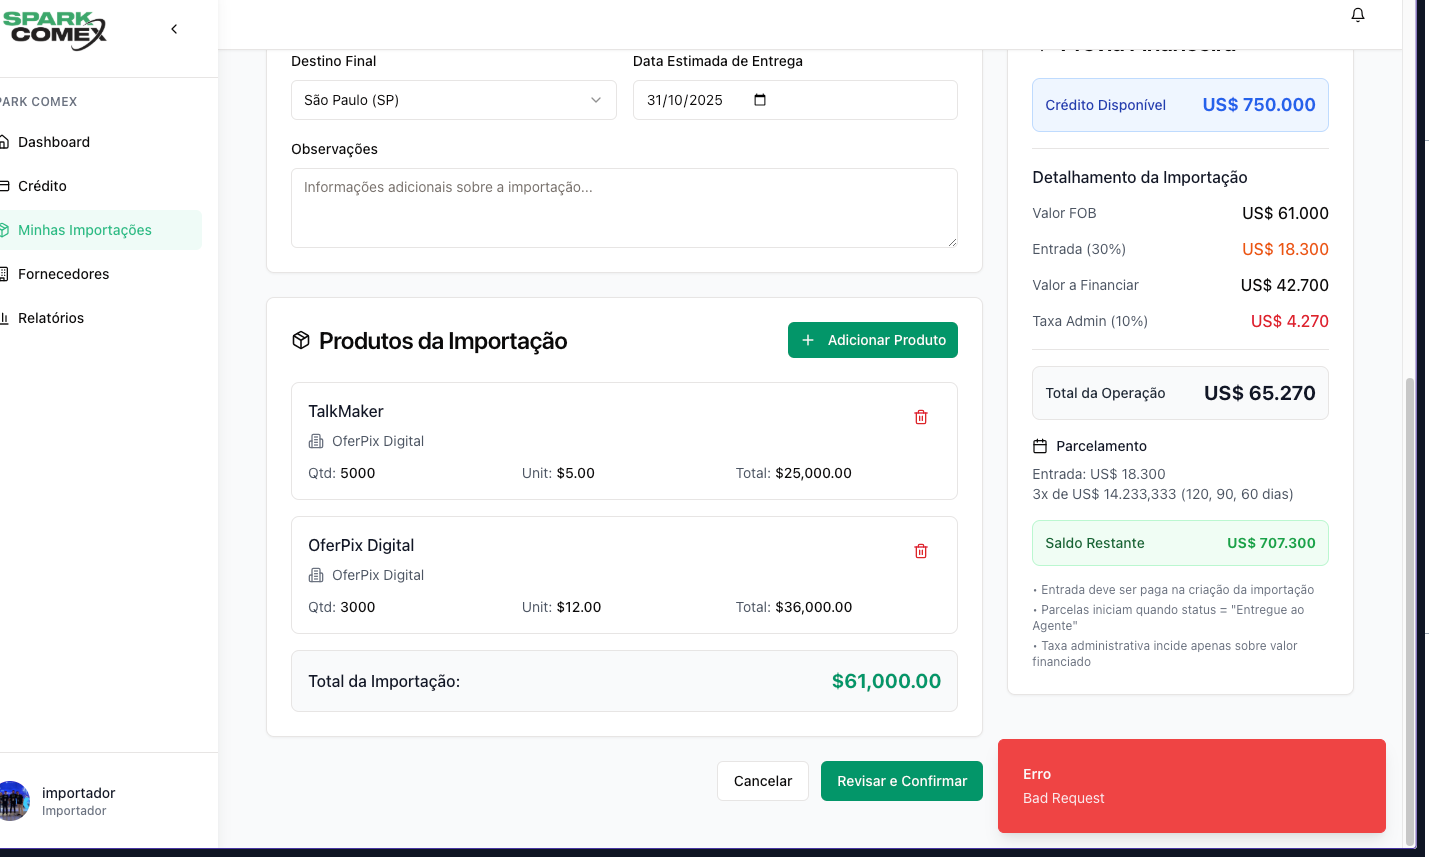 SPARK
COMEX
PARK COMEX
Dashboard
Crédito
Minhas Importações
Fornecedores
Relatórios
importador
Importador
Destino Final
Data Estimada de Entrega
São Paulo (SP)
31/10/2025
Observações
Informações adicionais sobre a importação...
Produtos da Importação
+ Adicionar Produto
TalkMaker
OferPix Digital
Qtd: 5000 Unit: $5.00 Total: $25,000.00
OferPix Digital
OferPix Digital
Qtd: 3000 Unit: $12.00 Total: $36,000.00
Total da Importação: $61,000.00
Cancelar
Revisar e Confirmar
Crédito Disponível US$ 750.000
Detalhamento da Importação
Valor FOB US$ 61.000
Entrada (30%) US$ 18.300
Valor a Financiar US$ 42.700
Taxa Admin (10%) US$ 4.270
Total da Operação US$ 65.270
Parcelamento
Entrada: US$ 18.300
3x de US$ 14.233,333 (120, 90, 60 dias)
Saldo Restante US$ 707.300
• Entrada deve ser paga na criação da importação
• Parcelas iniciam quando status = "Entregue ao
Agente"
• Taxa administrativa incide apenas sobre valor
financiado
Erro
Bad Request